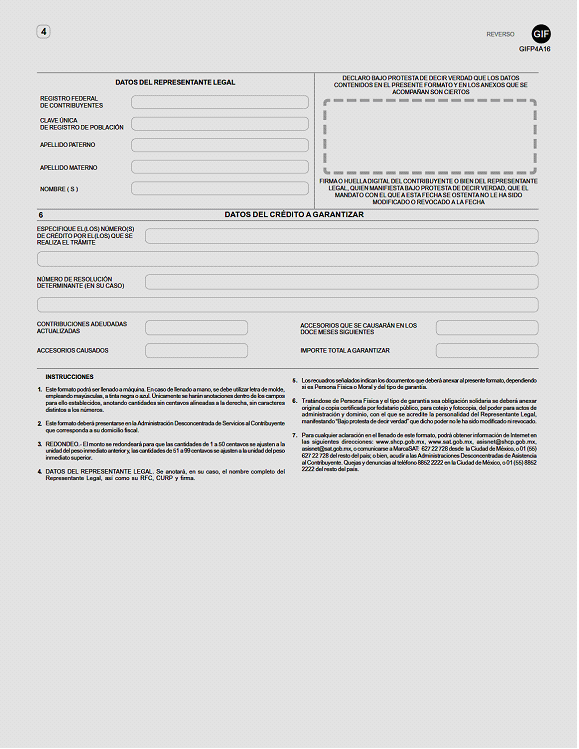 4
REVERSO
GIF
GIFP4A16
DATOS DEL REPRESENTANTE LEGAL
REGISTRO FEDERAL
DE CONTRIBUYENTES
CLAVE ÚNICA
DE REGISTRO DE POBLACIÓN
APELLIDO PATERNO
APELLIDO MATERNO
NOMBRE ( S )
DECLARO BAJO PROTESTA DE DECIR VERDAD QUE LOS DATOS
CONTENIDOS EN EL PRESENTE FORMATO Y EN LOS ANEXOS QUE SE
ACOMPAÑAN SON CIERTOS
FIRMA O HUELLA DIGITAL DEL CONTRIBUYENTE O BIEN DEL REPRESENTANTE
LEGAL, QUIEN MANIFIESTA BAJO PROTESTA DE DECIR VERDAD, QUE EL
MANDATO CON EL QUE A ESTA FECHA SE OSTENTA NO LE HA SIDO
MODIFICADO O REVOCADO A LA FECHA
6 DATOS DEL CRÉDITO A GARANTIZAR
ESPECIFIQUE EL(LOS) NÚMERO(S)
DE CRÉDITO POR EL(LOS) QUE SE
REALIZA EL TRÁMITE
NÚMERO DE RESOLUCIÓN
DETERMINANTE (EN SU CASO)
CONTRIBUCIONES ADEUDADAS
ACTUALIZADAS
ACCESORIOS QUE SE CAUSARÁN EN LOS
DOCE MESES SIGUIENTES
ACCESORIOS CAUSADOS
IMPORTE TOTAL A GARANTIZAR
INSTRUCCIONES
1. Este formato podrá ser llenado a máquina. En caso de llenado a mano, se debe utilizar letra de molde,
empleando mayúsculas, a tinta negra o azul. Únicamente se harán anotaciones dentro de los campos
para ello establecidos, anotando cantidades sin centavos alineadas a la derecha, sin caracteres
distintos a los números.
2. Este formato deberá presentarse en la Administración Desconcentrada de Servicios al Contribuyente
que corresponda a su domicilio fiscal.
3. REDONDEO.- El monto se redondeará para que las cantidades de 1 a 50 centavos se ajusten a la
unidad del peso inmediato anterior y, las cantidades de 51 a 99 centavos se ajusten a la unidad del peso
inmediato superior.
4. DATOS DEL REPRESENTANTE LEGAL. Se anotará, en su caso, el nombre completo del
Representante Legal, así como su RFC, CURP y firma.
5. Los recuadros señalados indican los documentos que deberá anexar al presente formato, dependiendo
si es Persona Física o Moral y del tipo de garantía.
6. Tratándose de Persona Física y el tipo de garantía sea obligación solidaria se deberán anexar
original o copia certificada por fedatario público, para cotejo y fotocopia, del poder para actos de
administración y dominio, con el que se acredite la personalidad del Representante Legal,
manifestando "Bajo protesta de decir verdad" que dicho poder no le ha sido modificado ni revocado.
7. Para cualquier aclaración en el llenado de este formato, podrá obtener información de Internet en
las siguientes direcciones: www.shcp.gob.mx, www.sat.gob.mx, asisnet@shcp.gob.mx,
asisnet@sat.gob.mx, o comunicarse a MarcaSAT: 627 22 728 desde la Ciudad de México, o 01 (55)
627 22 728 del resto del país; o bien, acudir a las Administraciones Desconcentradas de Asistencia
al Contribuyente. Quejas y denuncias al teléfono 8852 2222 en la Ciudad de México, o 01 (55) 8852
2222 del resto del país.